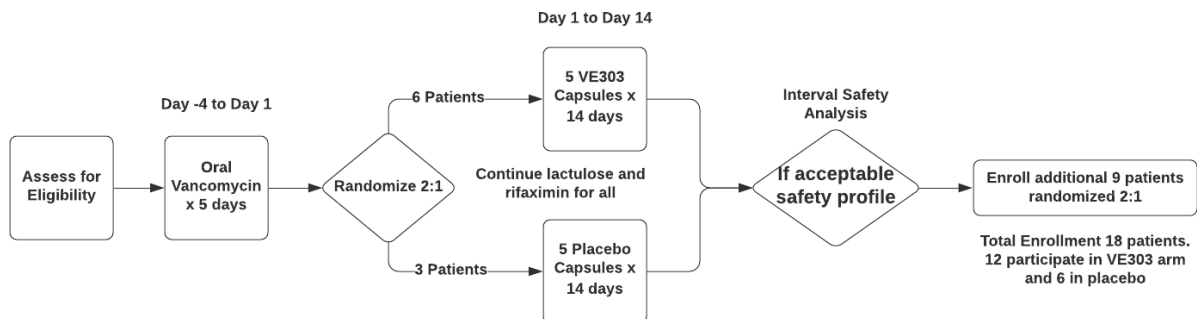 Day 1 to Day 14
Day -4 to Day 1
Assess for
Eligibility
Oral
Vancomycin
x 5 days
Randomize 2:1
6 Patients
3 Patients
5 VE303
Capsules x
14 days
Continue lactulose and
rifaximin for all
5 Placebo
Capsules x
14 days
Interval Safety
Analysis
If acceptable
safety profile
Enroll additional 9 patients
randomized 2:1
Total Enrollment 18 patients.
12 participate in VE303 arm
and 6 in placebo